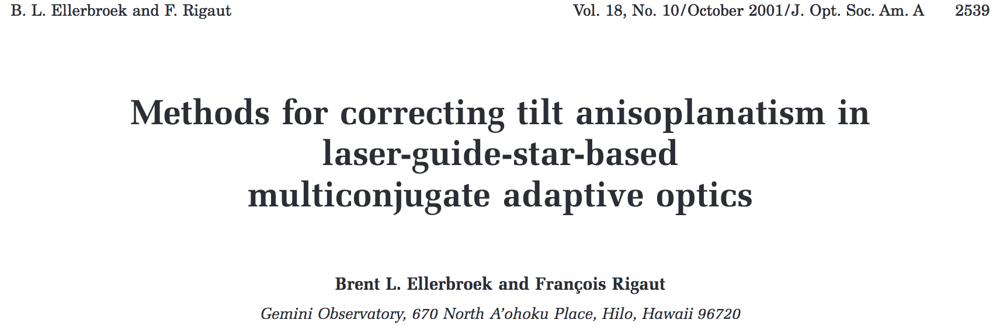 B. L. Ellerbroek and F. Rigaut
Vol. 18, No. 10/October 2001/J. Opt. Soc. Am. A 2539
Methods for correcting tilt anisoplanatism in
laser-guide-star-based
multiconjugate adaptive optics
Brent L. Ellerbroek and François Rigaut
Gemini Observatory, 670 North A’ohoku Place, Hilo, Hawaii 96720